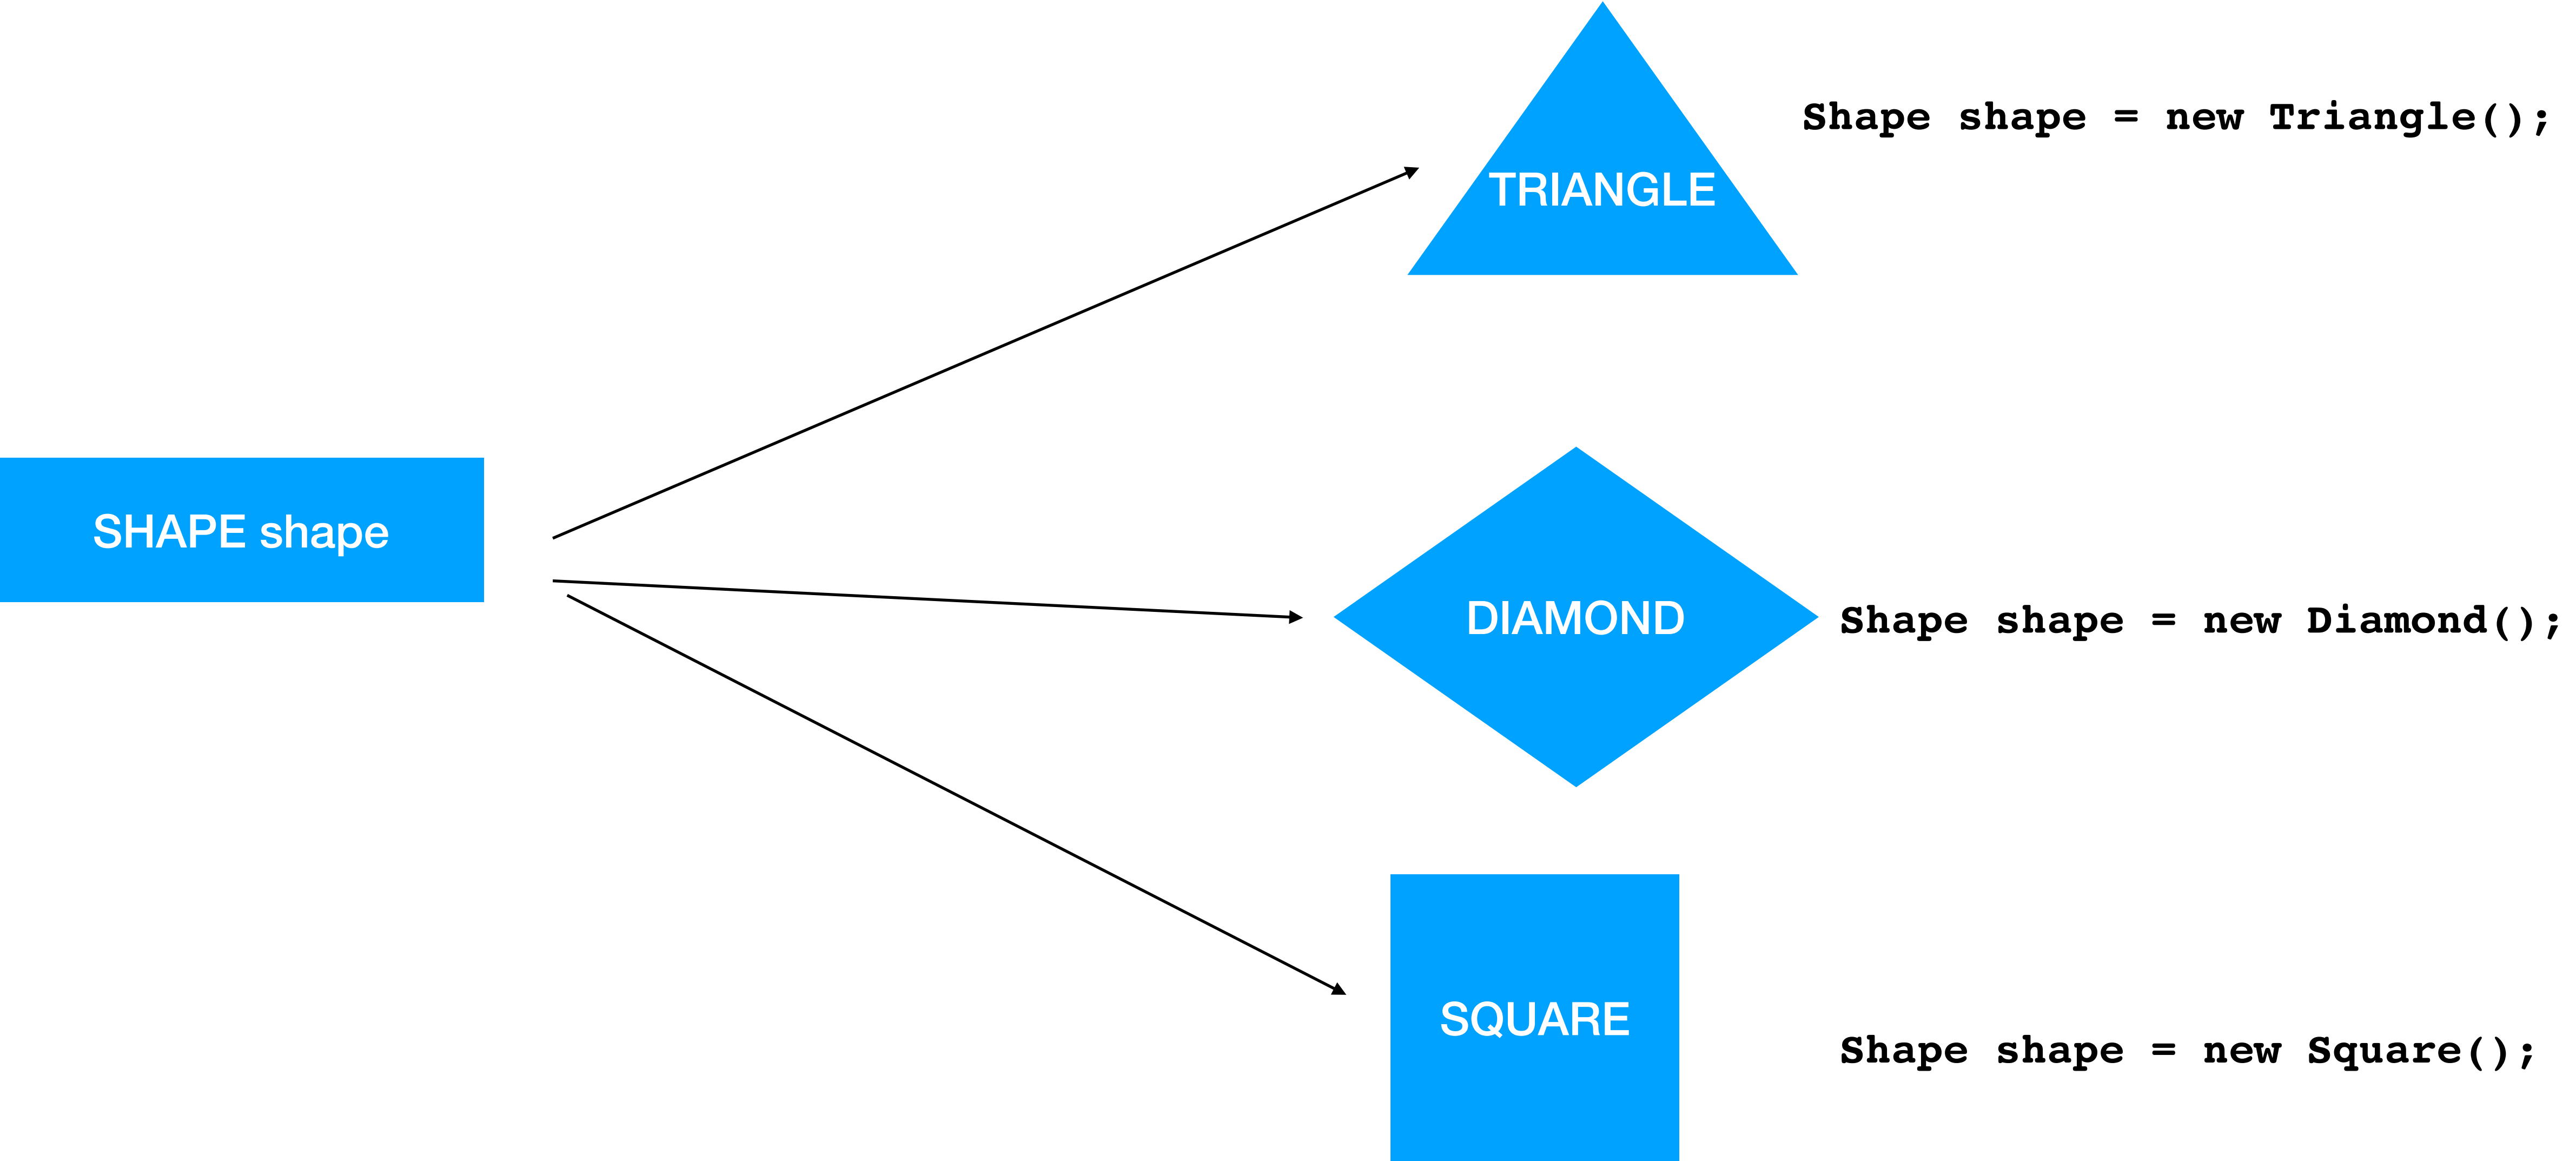 Shape shape = new Triangle();
TRIANGLE
SHAPE shape
DIAMOND
Shape shape = new Diamond();
SQUARE
Shape shape = new Square();